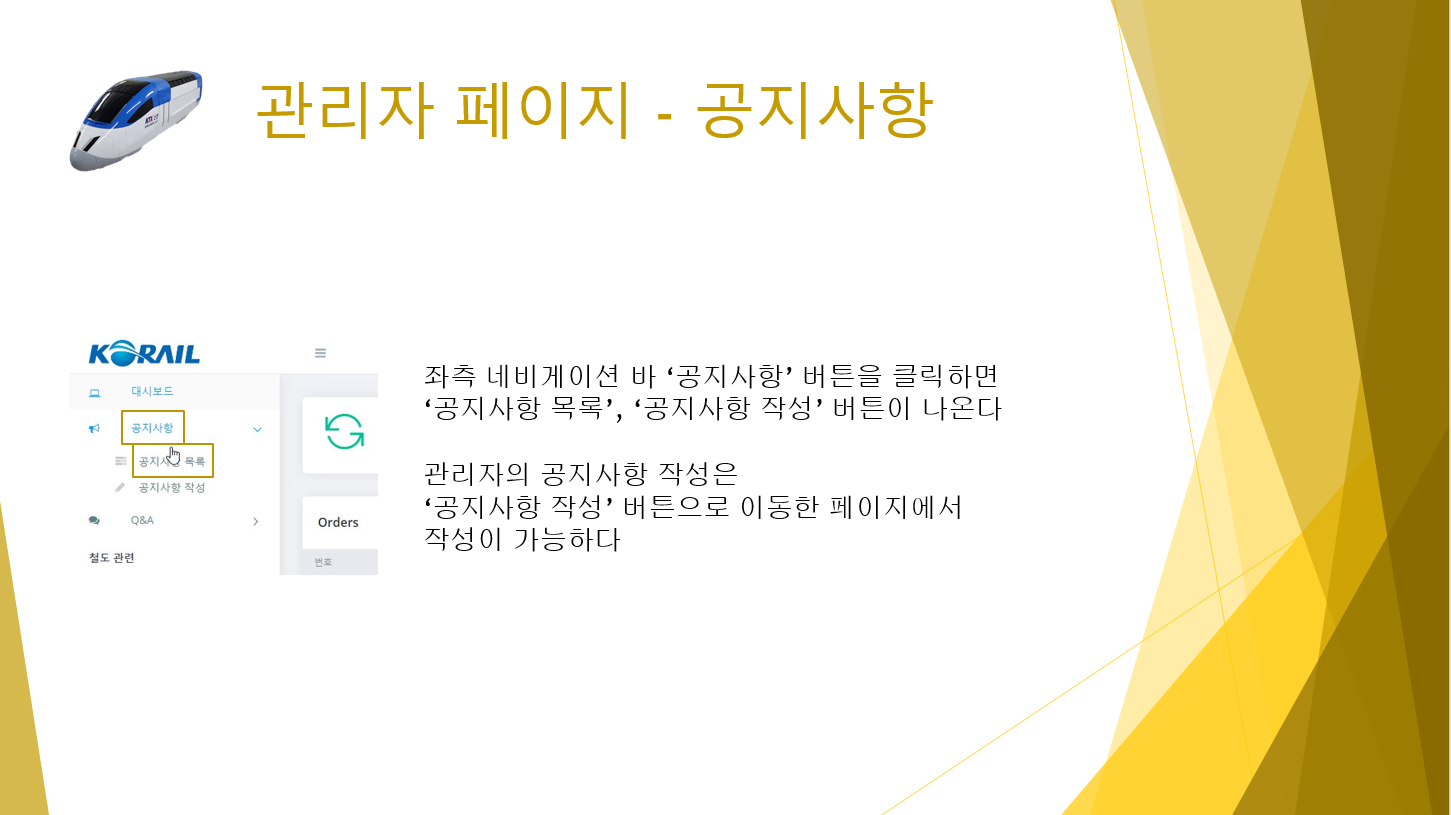 관리자 페이지 - 공지사항
KORAIL
대시보드
공지사항
공지사항 목록
공지사항 작성
Q&A
철도 관련
Orders
번호
좌측 네비게이션 바 ‘공지사항’ 버튼을 클릭하면
‘공지사항 목록’, ‘공지사항 작성’ 버튼이 나온다
관리자의 공지사항 작성은
‘공지사항 작성’ 버튼으로 이동한 페이지에서
작성이 가능하다